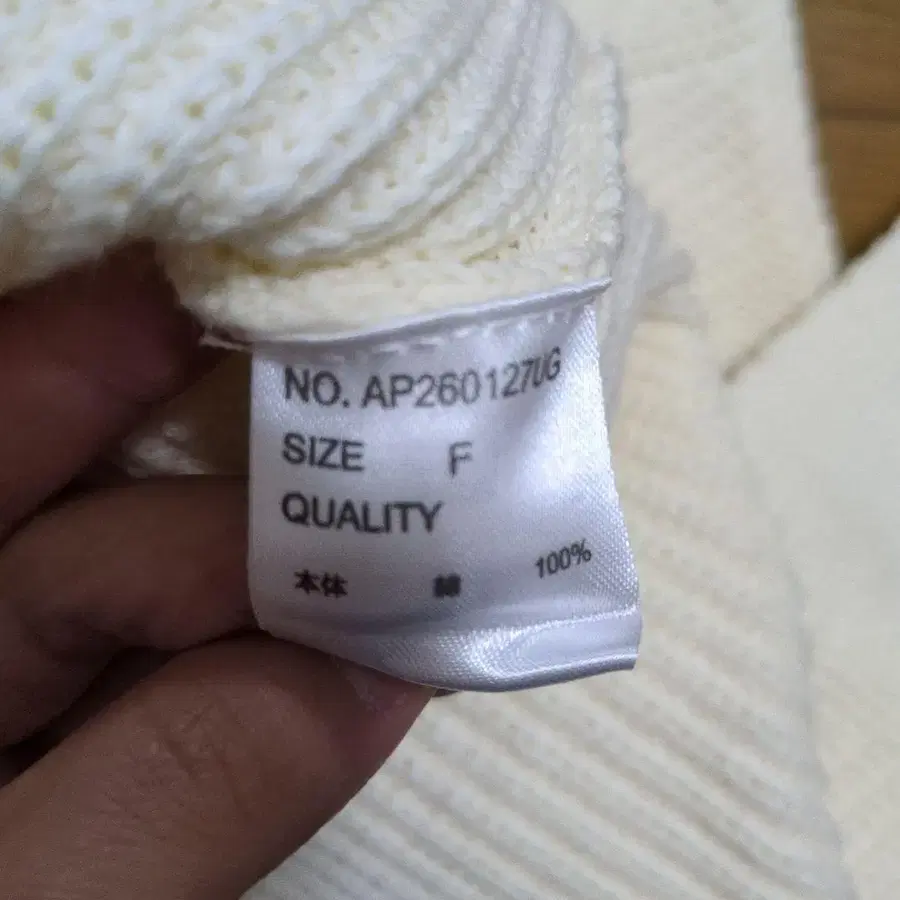 NO. AP260127UG
SIZE F
QUALITY
本体 綿 100%